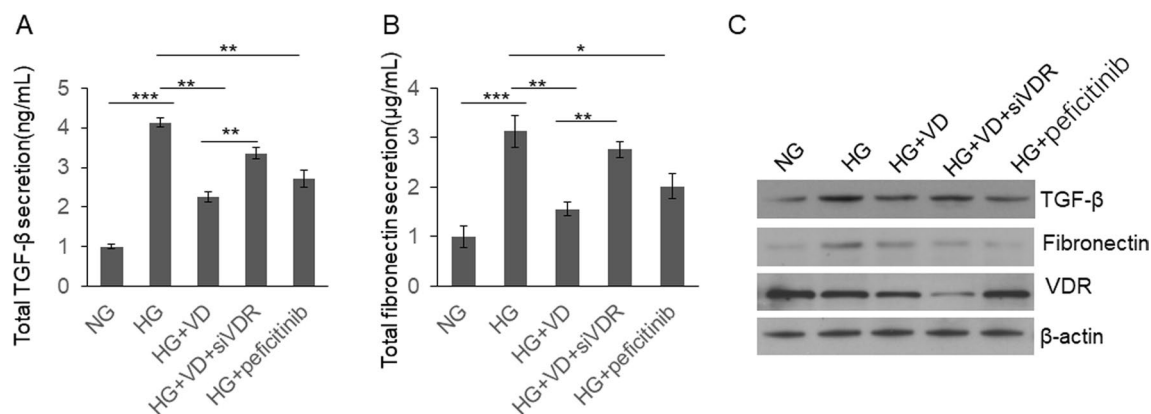 A
Total TGF-β secretion(ng/mL)
5
4
3
2
1
0
***
**
**
**
NG
HG
HG+VD
HG+VD+siVDR
HG+peficitinib
B
Total fibronectin secretion(µg/mL)
4
3
2
1
0
***
**
*
**
NG
HG
HG+VD
HG+VD+siVDR
HG+peficitinib
C
NG
HG
HG+VD
HG+VD+siVDR
HG+peficitinib
TGF-β
Fibronectin
VDR
β-actin